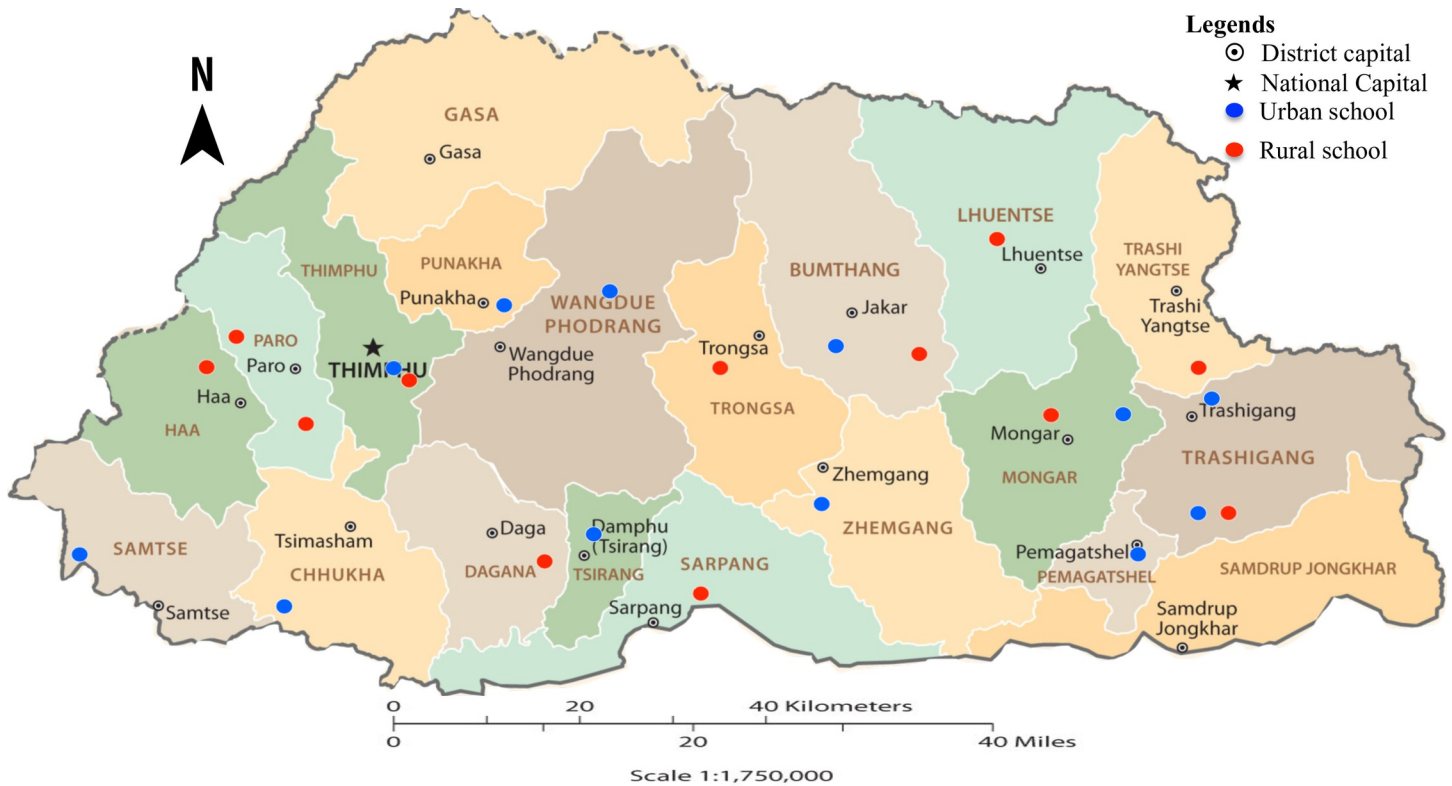 Legends
District capital
National Capital
Urban school
Rural school
N
GASA
Gasa
THIMPHU
PUNAKHA
Punakha
WANGDUE
PHODRANG
Wangdue
Phodrang
PARO
Paro
THIMPHU
HAA
Haa
BUMTHANG
Jakar
LHUENTSE
Lhuentse
TRASHI
YANGTSE
Trashi
Yangtse
Trongsa
TRONGSA
Mongar
MONGAR
Trashigang
TRASHIGANG
Zhemgang
ZHEMGANG
SAMTSE
Samtse
Tsimasham
CHHUKHA
Daga
DAGANA
Damphu
(Tsirang)
TSIRANG
SARPANG
Sarpang
Pemagatshel
PEMAGATSHEL
SAMDRUP JONGKHAR
Samdrup
Jongkhar
0 20 40 Kilometers
0 20 40 Miles
Scale 1:1,750,000